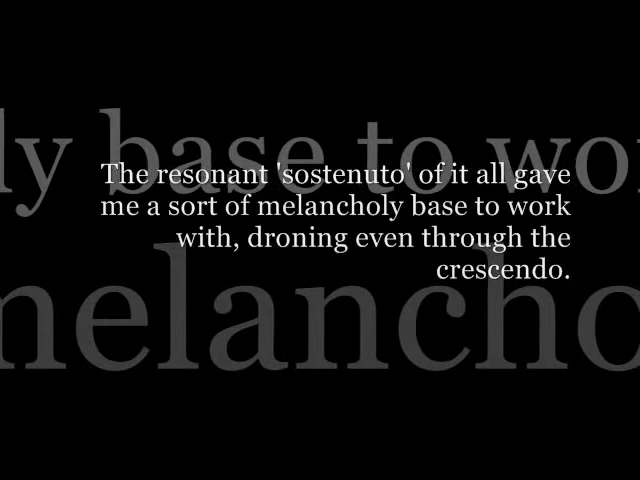 ly base to wo
The resonant 'sostenuto' of it all gave
me a sort of melancholy base to work
with, droning even through the
crescendo.
melancho